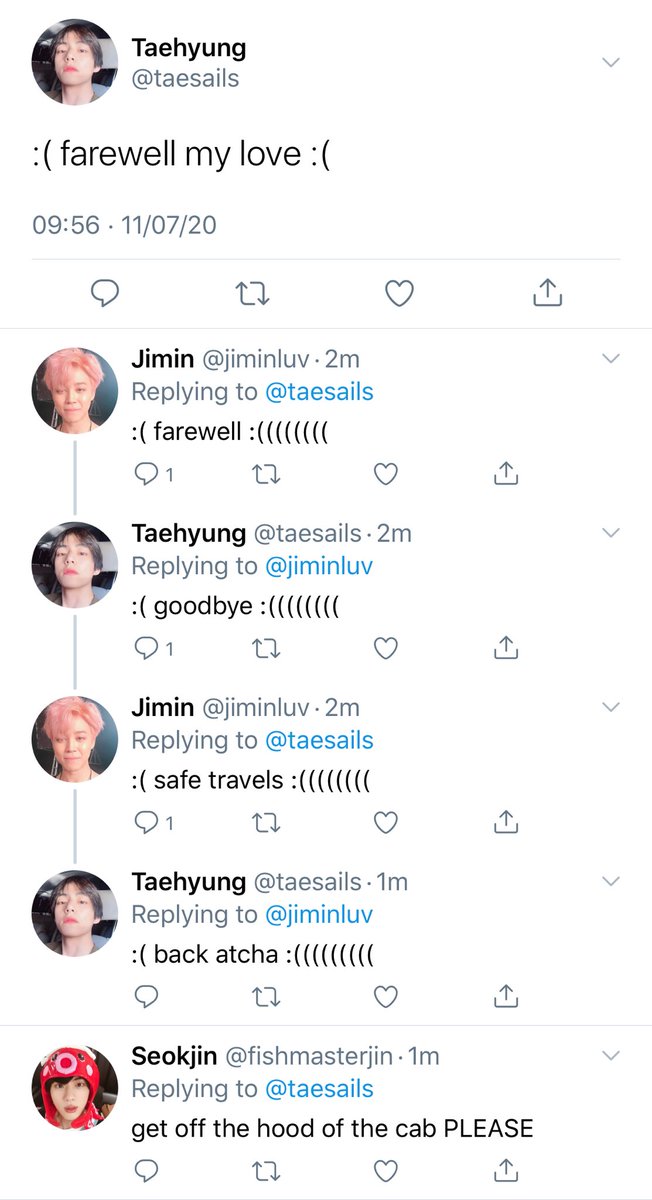 Taehyung
@taesails
:( farewell my love :(
09:56 · 11/07/20
Jimin @jiminluv · 2m
Replying to @taesails
:( farewell :((((((((
1
Taehyung @taesails · 2m
Replying to @jiminluv
:( goodbye :((((((((
1
Jimin @jiminluv · 2m
Replying to @taesails
:( safe travels :((((((((
1
Taehyung @taesails · 1m
Replying to @jiminluv
:( back atcha :(((((((((
Seokjin @fishmasterjin · 1m
Replying to @taesails
get off the hood of the cab PLEASE